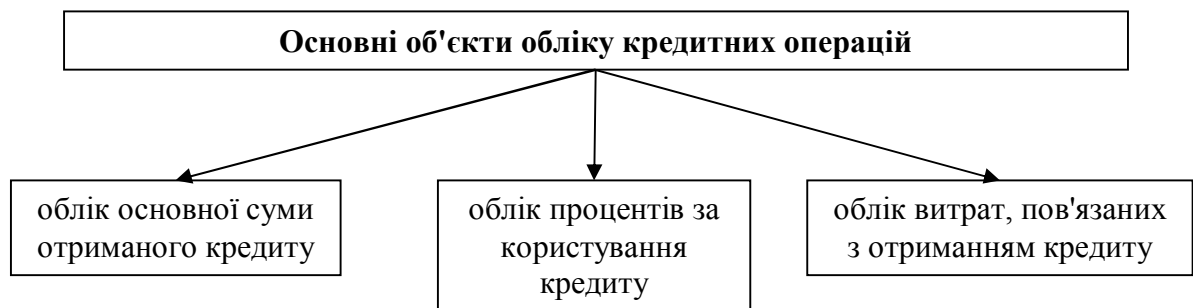 Основні об'єкти обліку кредитних операцій
облік основної суми
отриманого кредиту
облік процентів за
користування
кредиту
облік витрат, пов'язаних
з отриманням кредиту